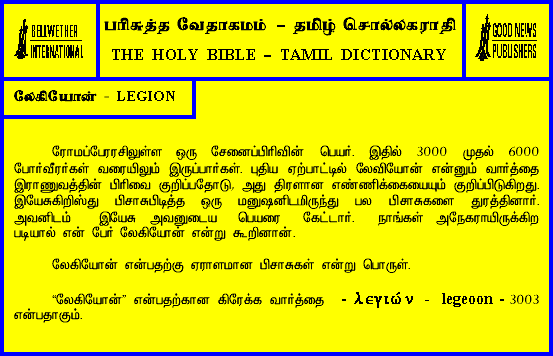 BELLWETHER
INTERNATIONAL
பரிசுத்த வேதாகமம் – தமிழ் சொல்லகராதி
THE HOLY BIBLE – TAMIL DICTIONARY
GOOD NEWS
PUBLISHERS
லேகியோன் - LEGION
ரோமப்பேரரசிலுள்ள ஒரு சேனைப்பிரிவின் பெயர். இதில் 3000 முதல் 6000
போர்வீரர்கள் வரையிலும் இருப்பார்கள். புதிய ஏற்பாட்டில் லேவியோன் என்னும் வார்த்தை
இராணுவத்தின் பிரிவை குறிப்பதோடு, அது திரளான எண்ணிக்கையையும் குறிப்பிடுகிறது.
இயேசுகிறிஸ்து பிசாசுபிடித்த ஒரு மனுஷனிடமிருந்து பல பிசாசுகளை துரத்தினார்.
அவனிடம் இயேசு அவனுடைய பெயரை கேட்டார். நாங்கள் அநேகராயிருக்கிற
படியால் என் பேர் லேகியோன் என்று கூறினான்.
லேகியோன் என்பதற்கு ஏராளமான பிசாசுகள் என்று பொருள்.
“லேகியோன்” என்பதற்கான கிரேக்க வார்த்தை - λεγιών - legeoon - 3003
என்பதாகும்.